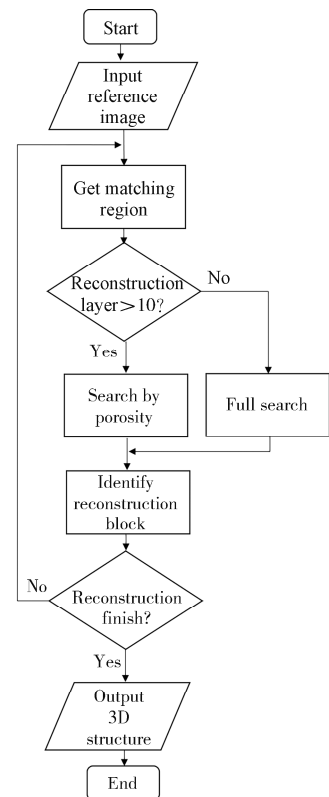 Start
Input
reference
image
Get matching
region
Reconstruction
layer>10?
No
Yes
Search by
porosity
Full search
Identify
reconstruction
block
No
Reconstruction
finish?
Yes
Output
3D
structure
End